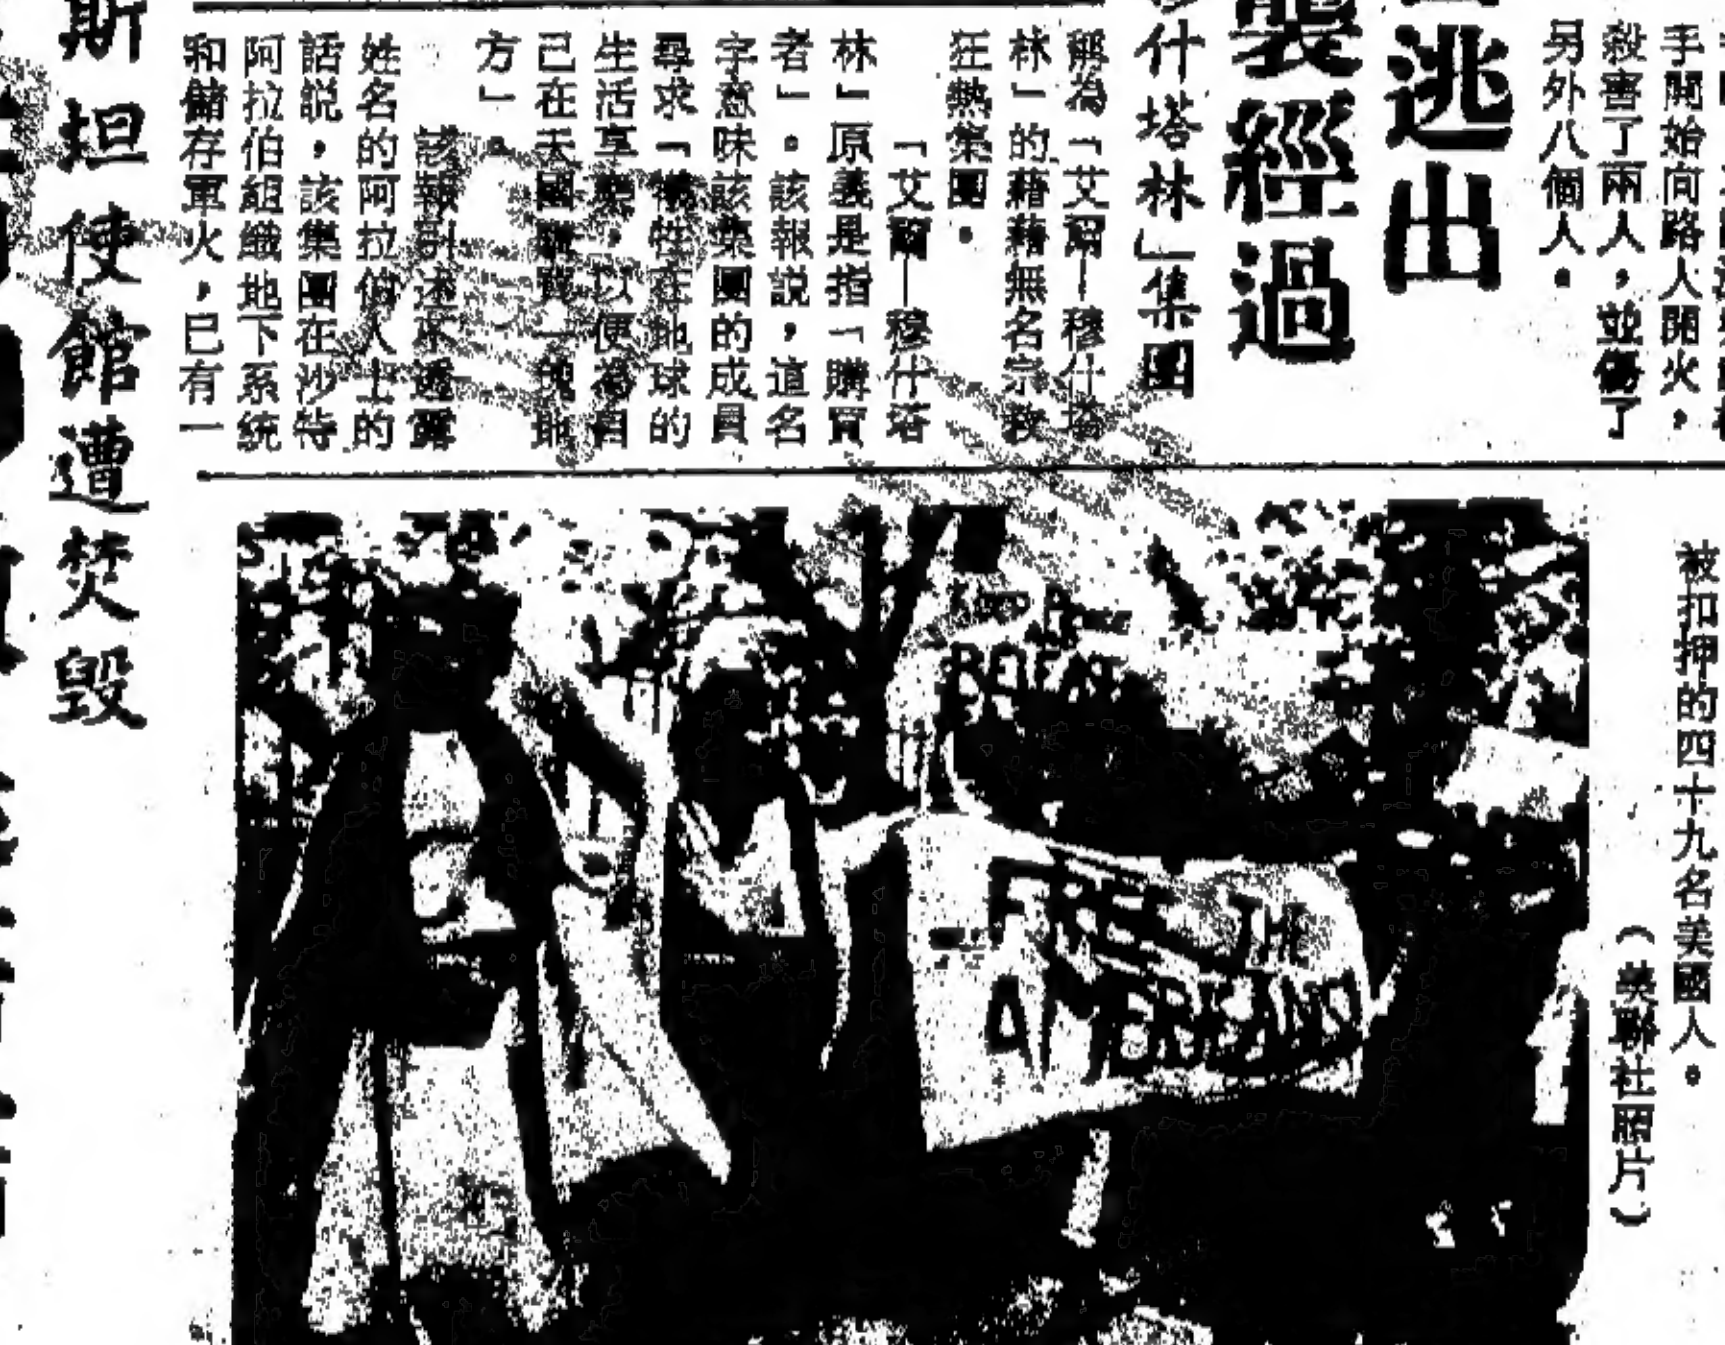 手開始向路人開火，
殺害了兩人，並傷了
另外八個人。
逃出
襲經過
什塔林」集團
稱為「艾爾—穆什塔
林」的藉藉無名宗教
狂熱集團。
「艾爾—穆什塔
林」原義是指「購買
者」。該報說，這名
字意味該集團的成員
尋求「犧牲在地球的
生活享樂，以便為自
己在天國購買一塊地
方」。
該報引述不透露
姓名的阿拉伯人士的
話說，該集團在沙特
阿拉伯組織地下系統
和儲存軍火，已有一
斯坦使館遭焚毀
被扣押的四十九名美國人。
（美聯社照片）
FREE THE
AMERICANS